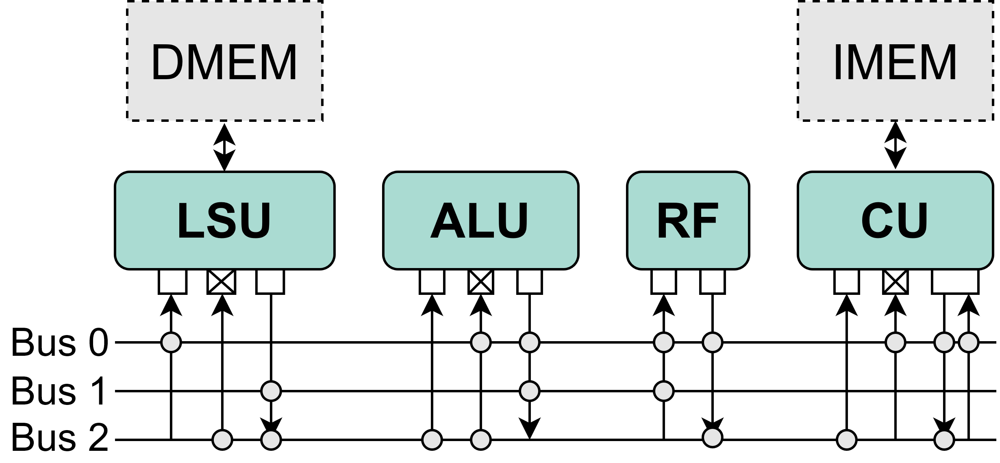 DMEM
IMEM
LSU
ALU
RF
CU
Bus 0
Bus 1
Bus 2